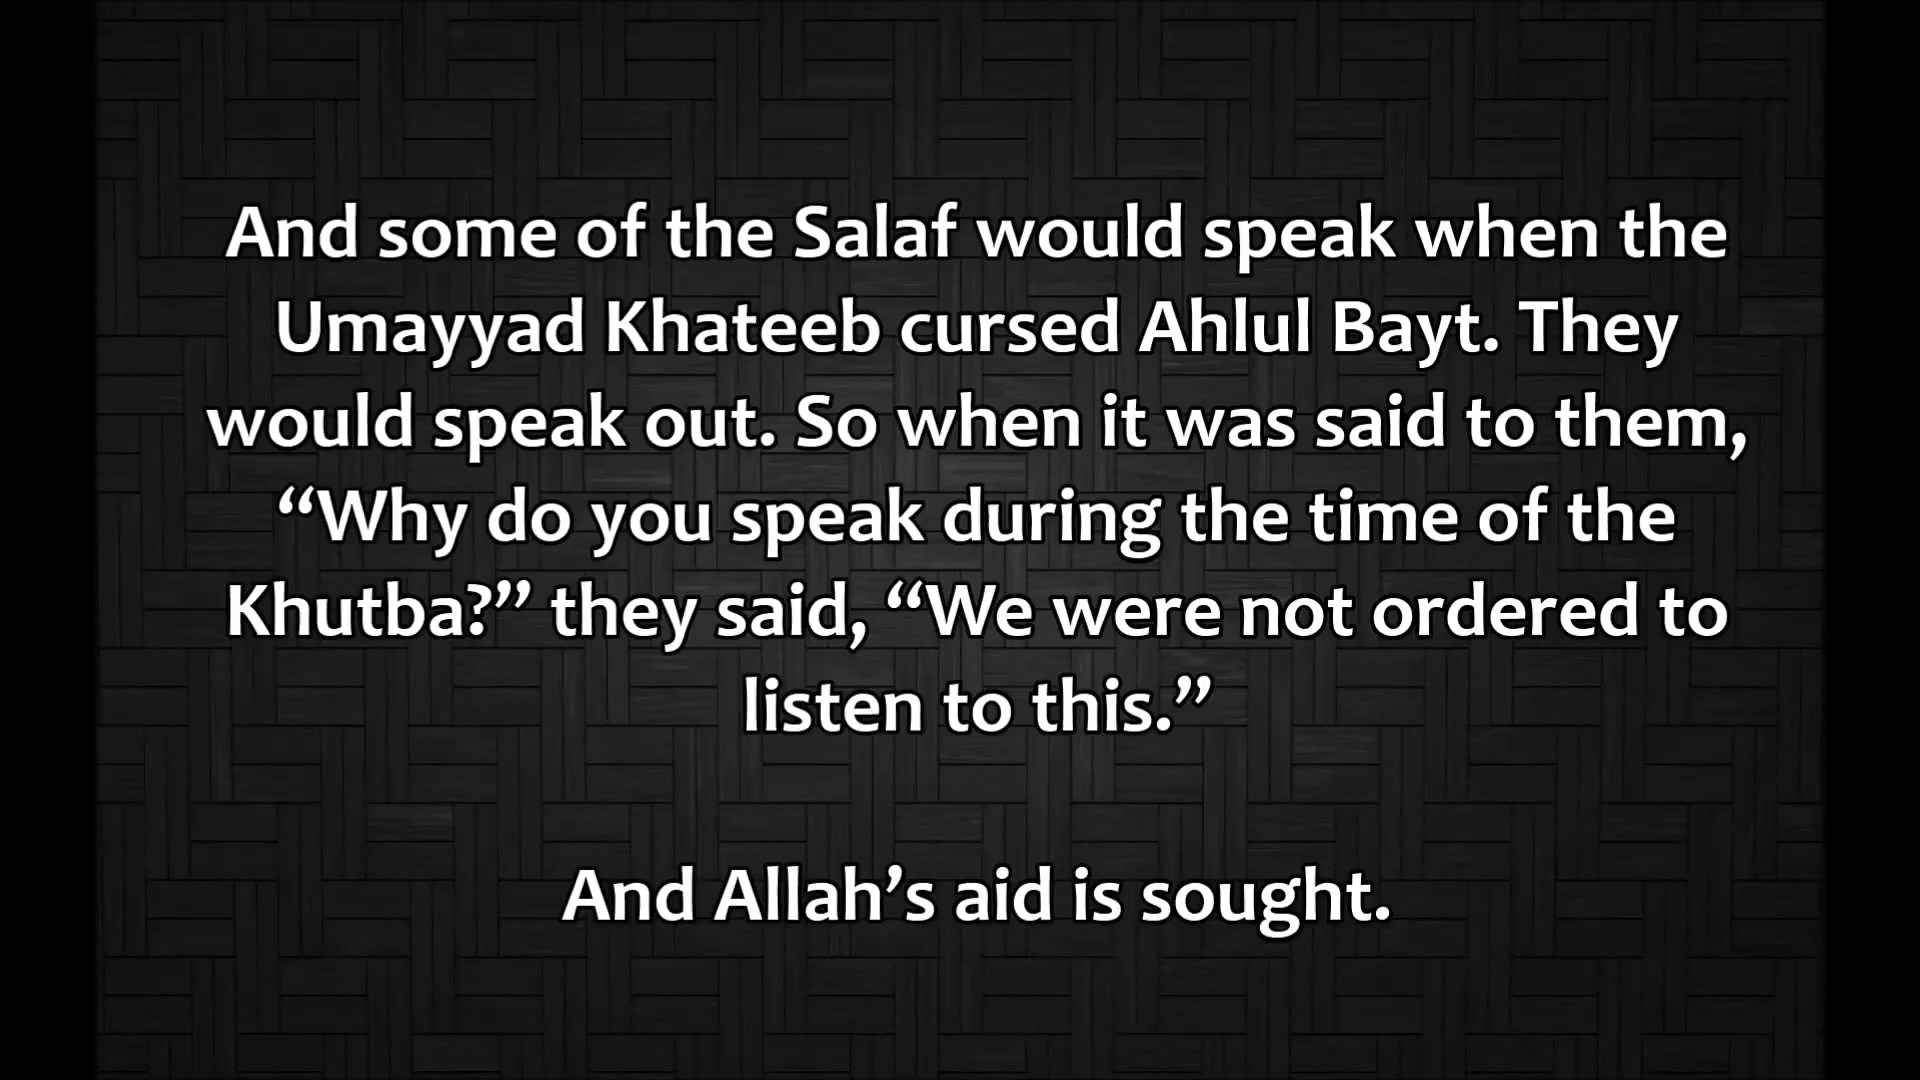 And some of the Salaf would speak when the
Umayyad Khateeb cursed Ahlul Bayt. They
would speak out. So when it was said to them,
“Why do you speak during the time of the
Khutba?” they said, “We were not ordered to
listen to this.”
And Allah’s aid is sought.